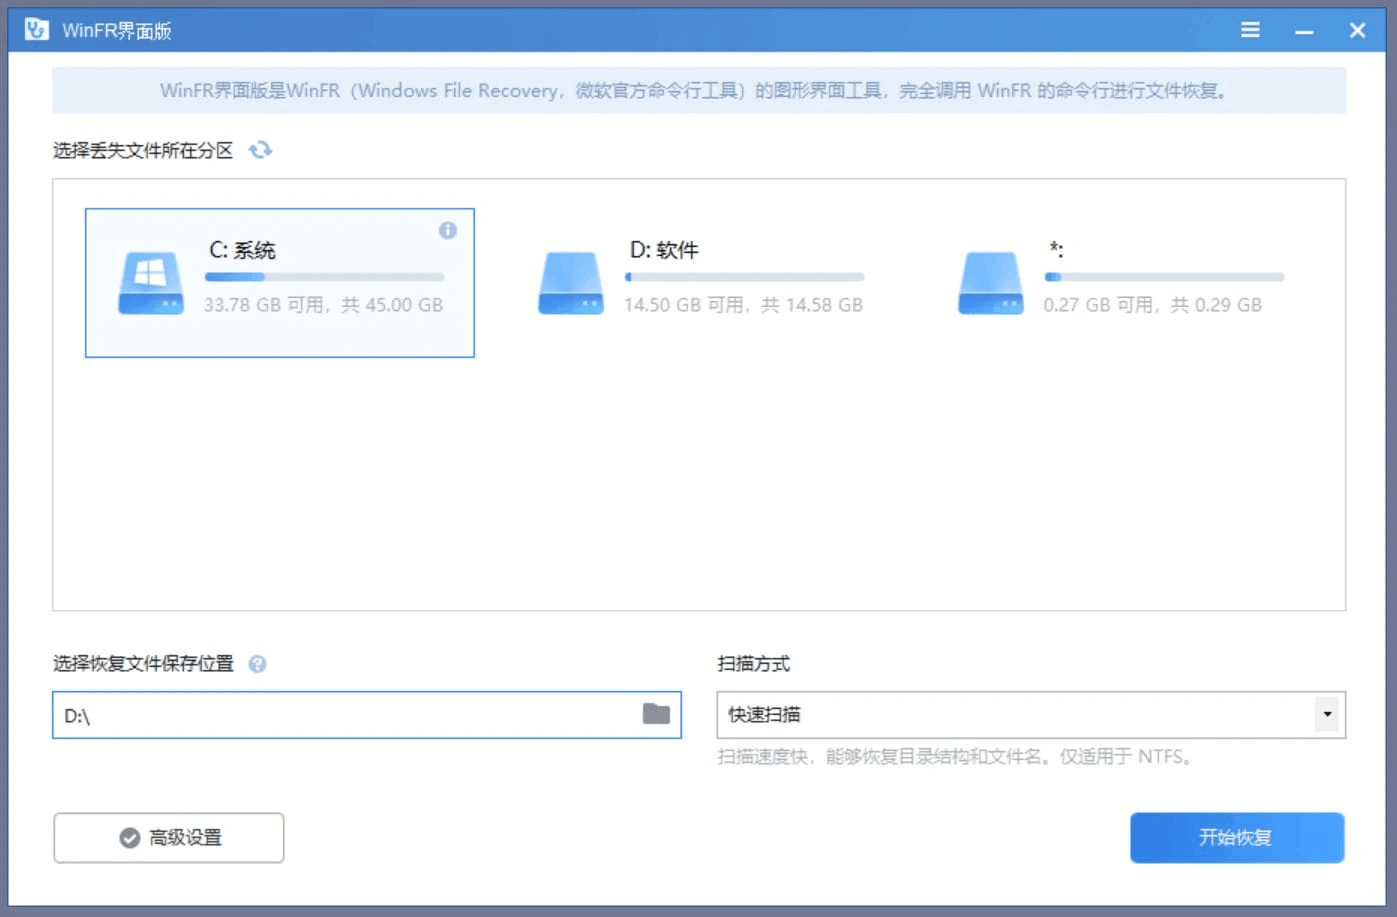 WinFR界面版
WinFR界面版是WinFR（Windows File Recovery，微软官方命令行工具）的图形界面工具，完全调用 WinFR 的命令行进行文件恢复。
选择丢失文件所在分区
C: 系统
33.78 GB 可用，共 45.00 GB
D: 软件
14.50 GB 可用，共 14.58 GB
*:
0.27 GB 可用，共 0.29 GB
选择恢复文件保存位置
D:\
扫描方式
快速扫描
扫描速度快，能够恢复目录结构和文件名。仅适用于 NTFS。
高级设置
开始恢复